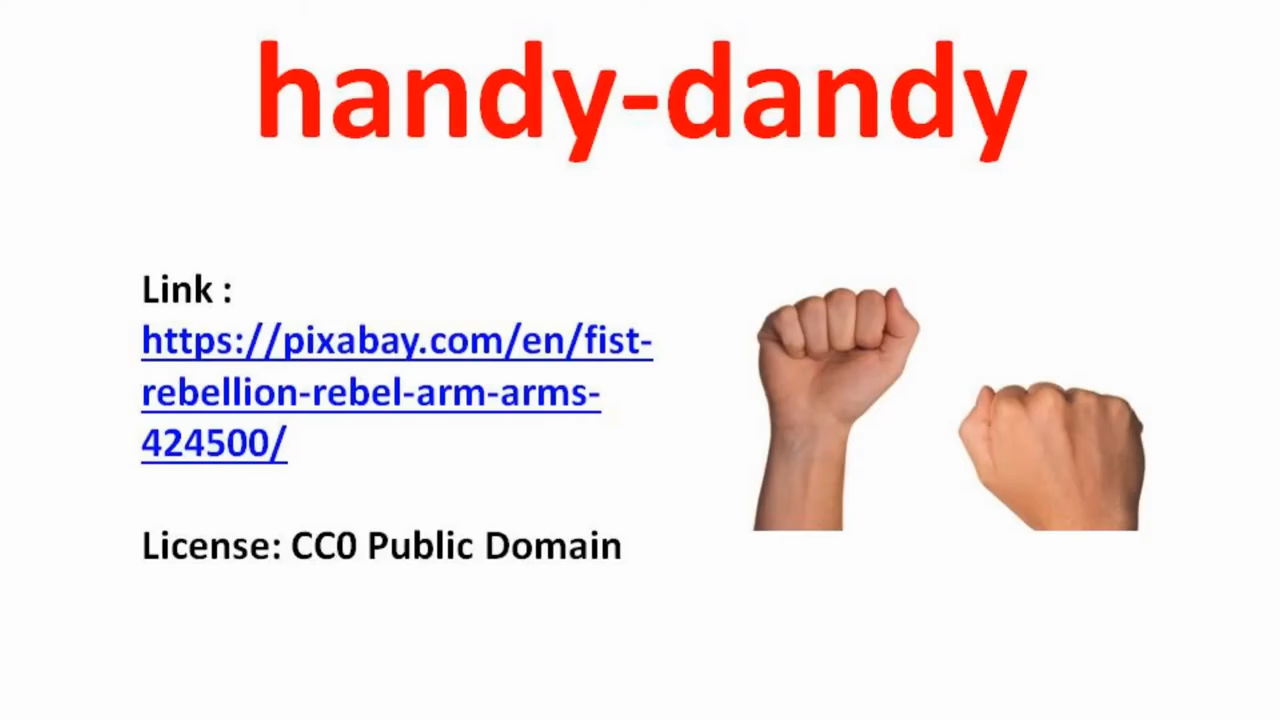 handy-dandy
Link :
https://pixabay.com/en/fist-
rebellion-rebel-arm-arms-
424500/
License: CC0 Public Domain